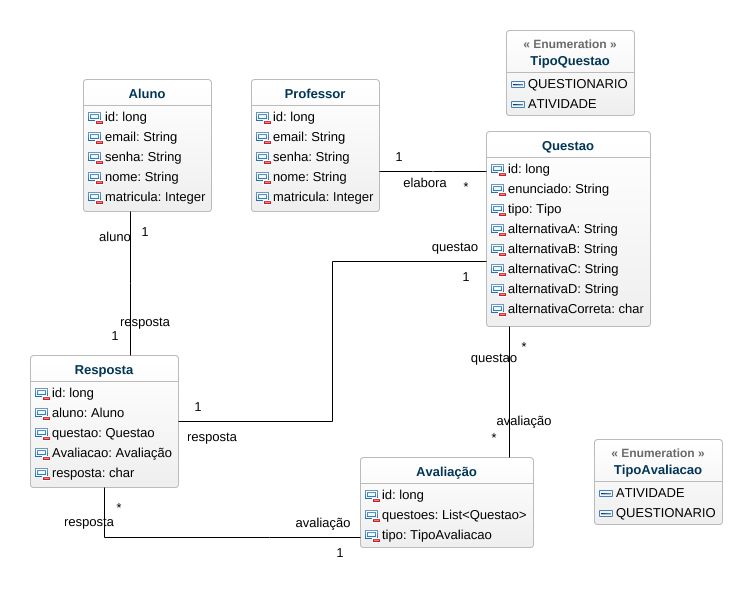 « Enumeration »
TipoQuestao
QUESTIONARIO
ATIVIDADE
Aluno
id: long
email: String
senha: String
nome: String
matricula: Integer
Professor
id: long
email: String
senha: String
nome: String
matricula: Integer
1
elabora
*
Questao
id: long
enunciado: String
tipo: Tipo
alternativaA: String
alternativaB: String
alternativaC: String
alternativaD: String
alternativaCorreta: char
aluno
1
questao
1
resposta
1
*
questao
Resposta
id: long
aluno: Aluno
questao: Questao
Avaliacao: Avaliação
resposta: char
1
resposta
avaliação
*
Avaliação
id: long
questoes: List<Questao>
tipo: TipoAvaliacao
« Enumeration »
TipoAvaliacao
ATIVIDADE
QUESTIONARIO
*
resposta
avaliação
1